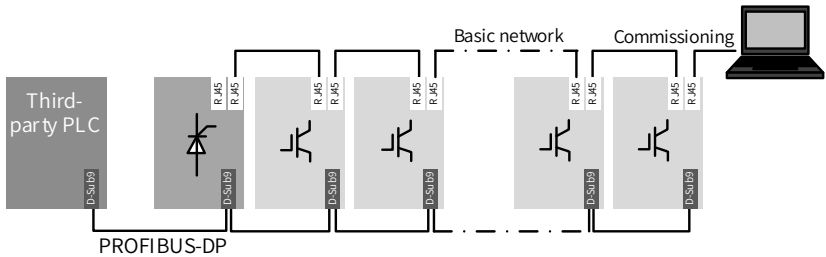 Basic network
Commissioning
RJ45
RJ45
RJ45
RJ45
RJ45
RJ45
RJ45
RJ45
RJ45
RJ45
Third-
party PLC
D-Sub9
D-Sub9
D-Sub9
D-Sub9
D-Sub9
D-Sub9
PROFIBUS-DP